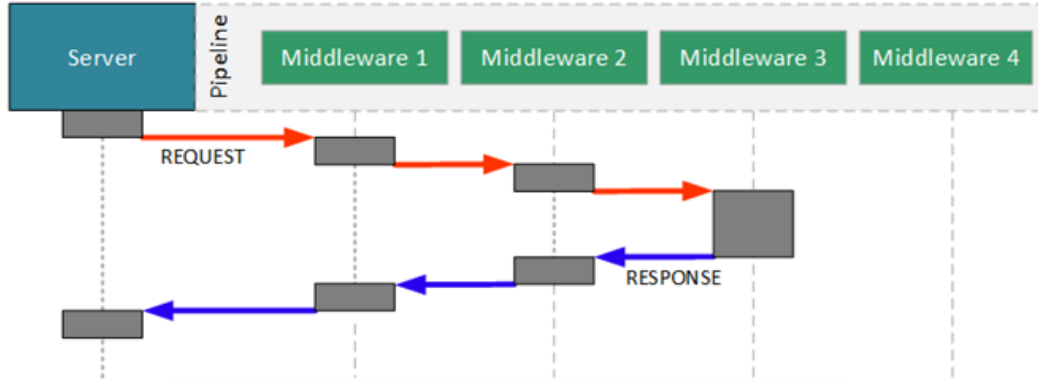 Server
Pipeline
Middleware 1
Middleware 2
Middleware 3
Middleware 4
REQUEST
RESPONSE